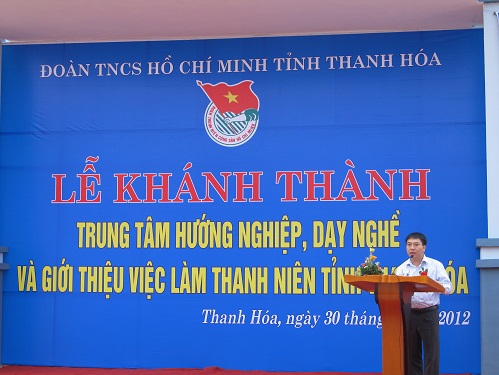 ĐOÀN TNCS HỒ CHÍ MINH TỈNH THANH HÓA
LỄ KHÁNH THÀNH
TRUNG TÂM HƯỚNG NGHIỆP, DẠY NGHỀ
VÀ GIỚI THIỆU VIỆC LÀM THANH NIÊN TỈNH HÓA
Thanh Hóa, ngày 30 tháng 2012